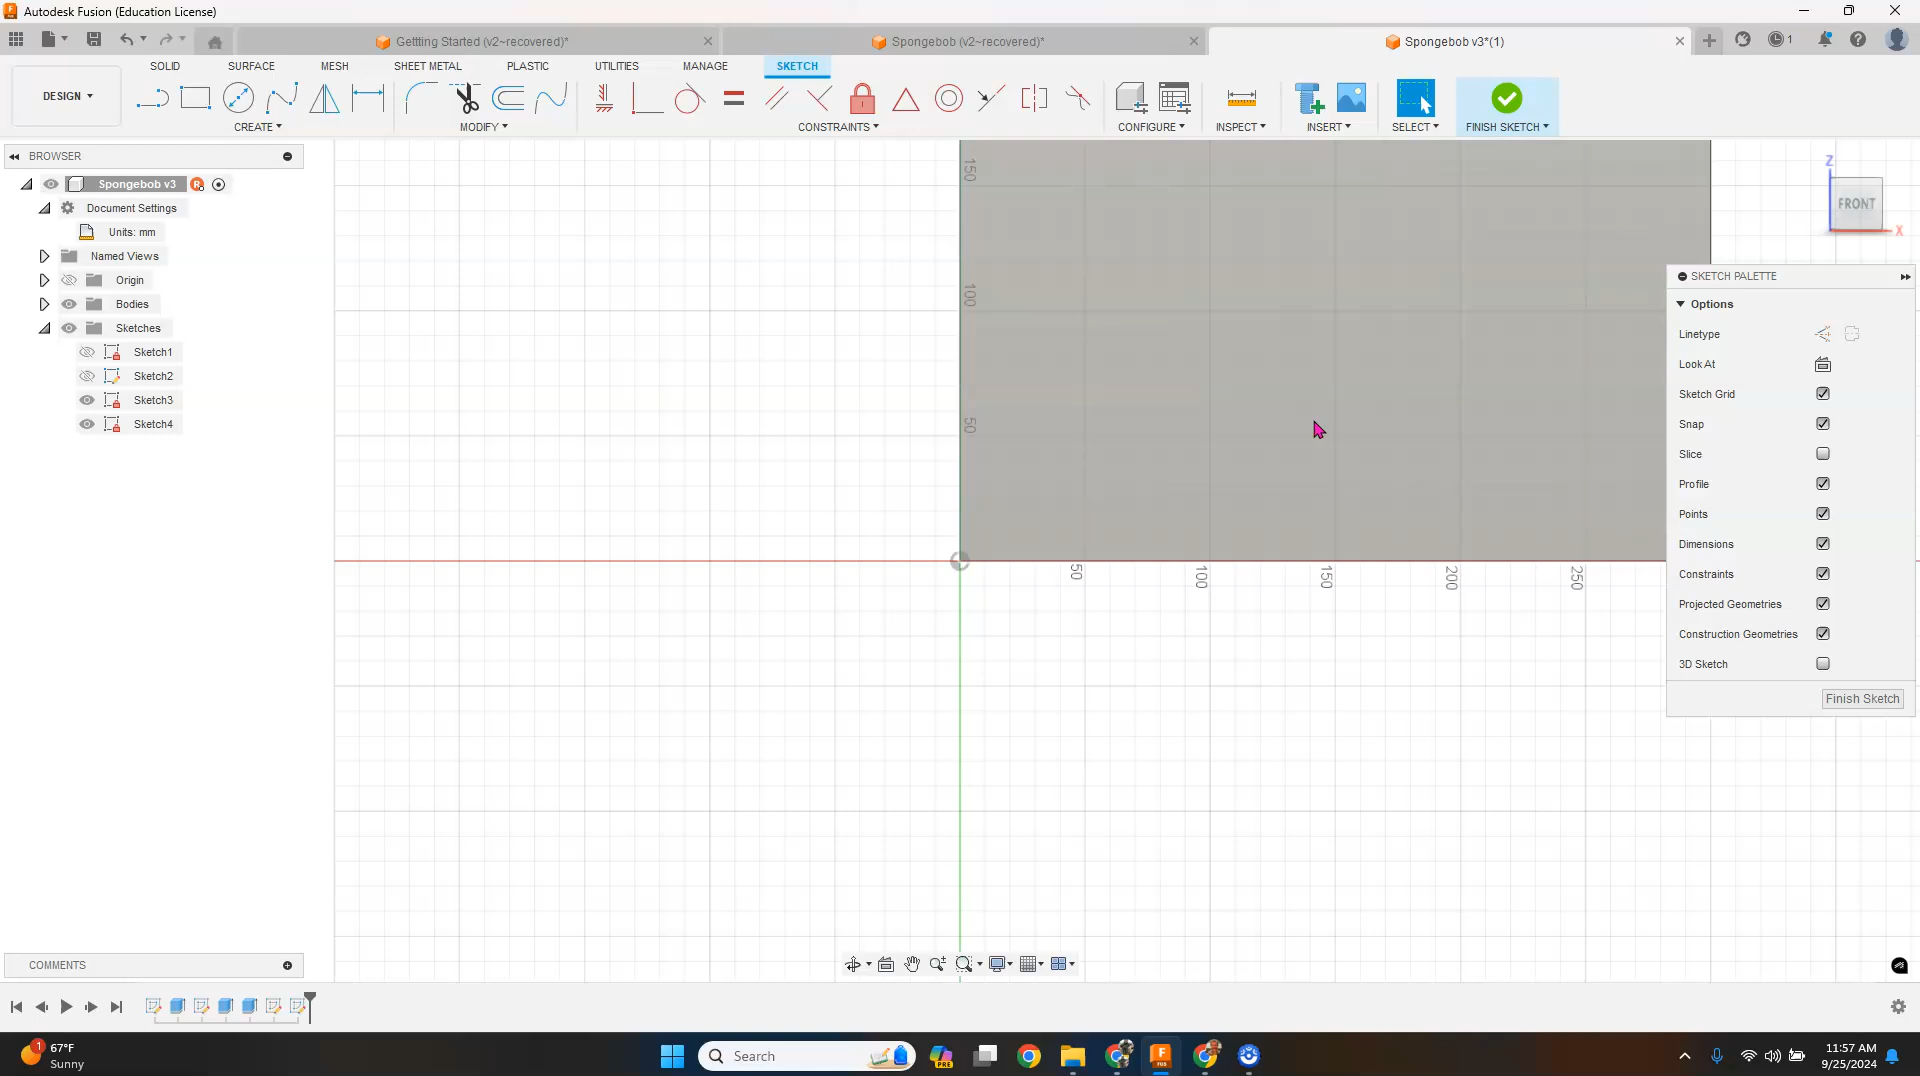 Autodesk Fusion (Education License)
Gettling Started (v2~recovered)*
Spongebob (v2~recovered)*
Spongebob v3*(1)
1
DESIGN
SOLID
SURFACE
MESH
SHEET METAL
PLASTIC
UTILITIES
MANAGE
SKETCH
CREATE
MODIFY
CONSTRAINTS
CONFIGURE
INSPECT
INSERT
SELECT
FINISH SKETCH
BROWSER
Spongebob v3
Document Settings
Units: mm
Named Views
Origin
Bodies
Sketches
Sketch1
Sketch2
Sketch3
Sketch4
150
100
50
50
100
150
200
250
Z
FRONT
X
SKETCH PALETTE
Options
Linetype
Look At
Sketch Grid
Snap
Slice
Profile
Points
Dimensions
Constraints
Projected Geometries
Construction Geometries
3D Sketch
Finish Sketch
COMMENTS
1
67°F
Sunny
Search
PRE
11:57 AM
9/25/2024